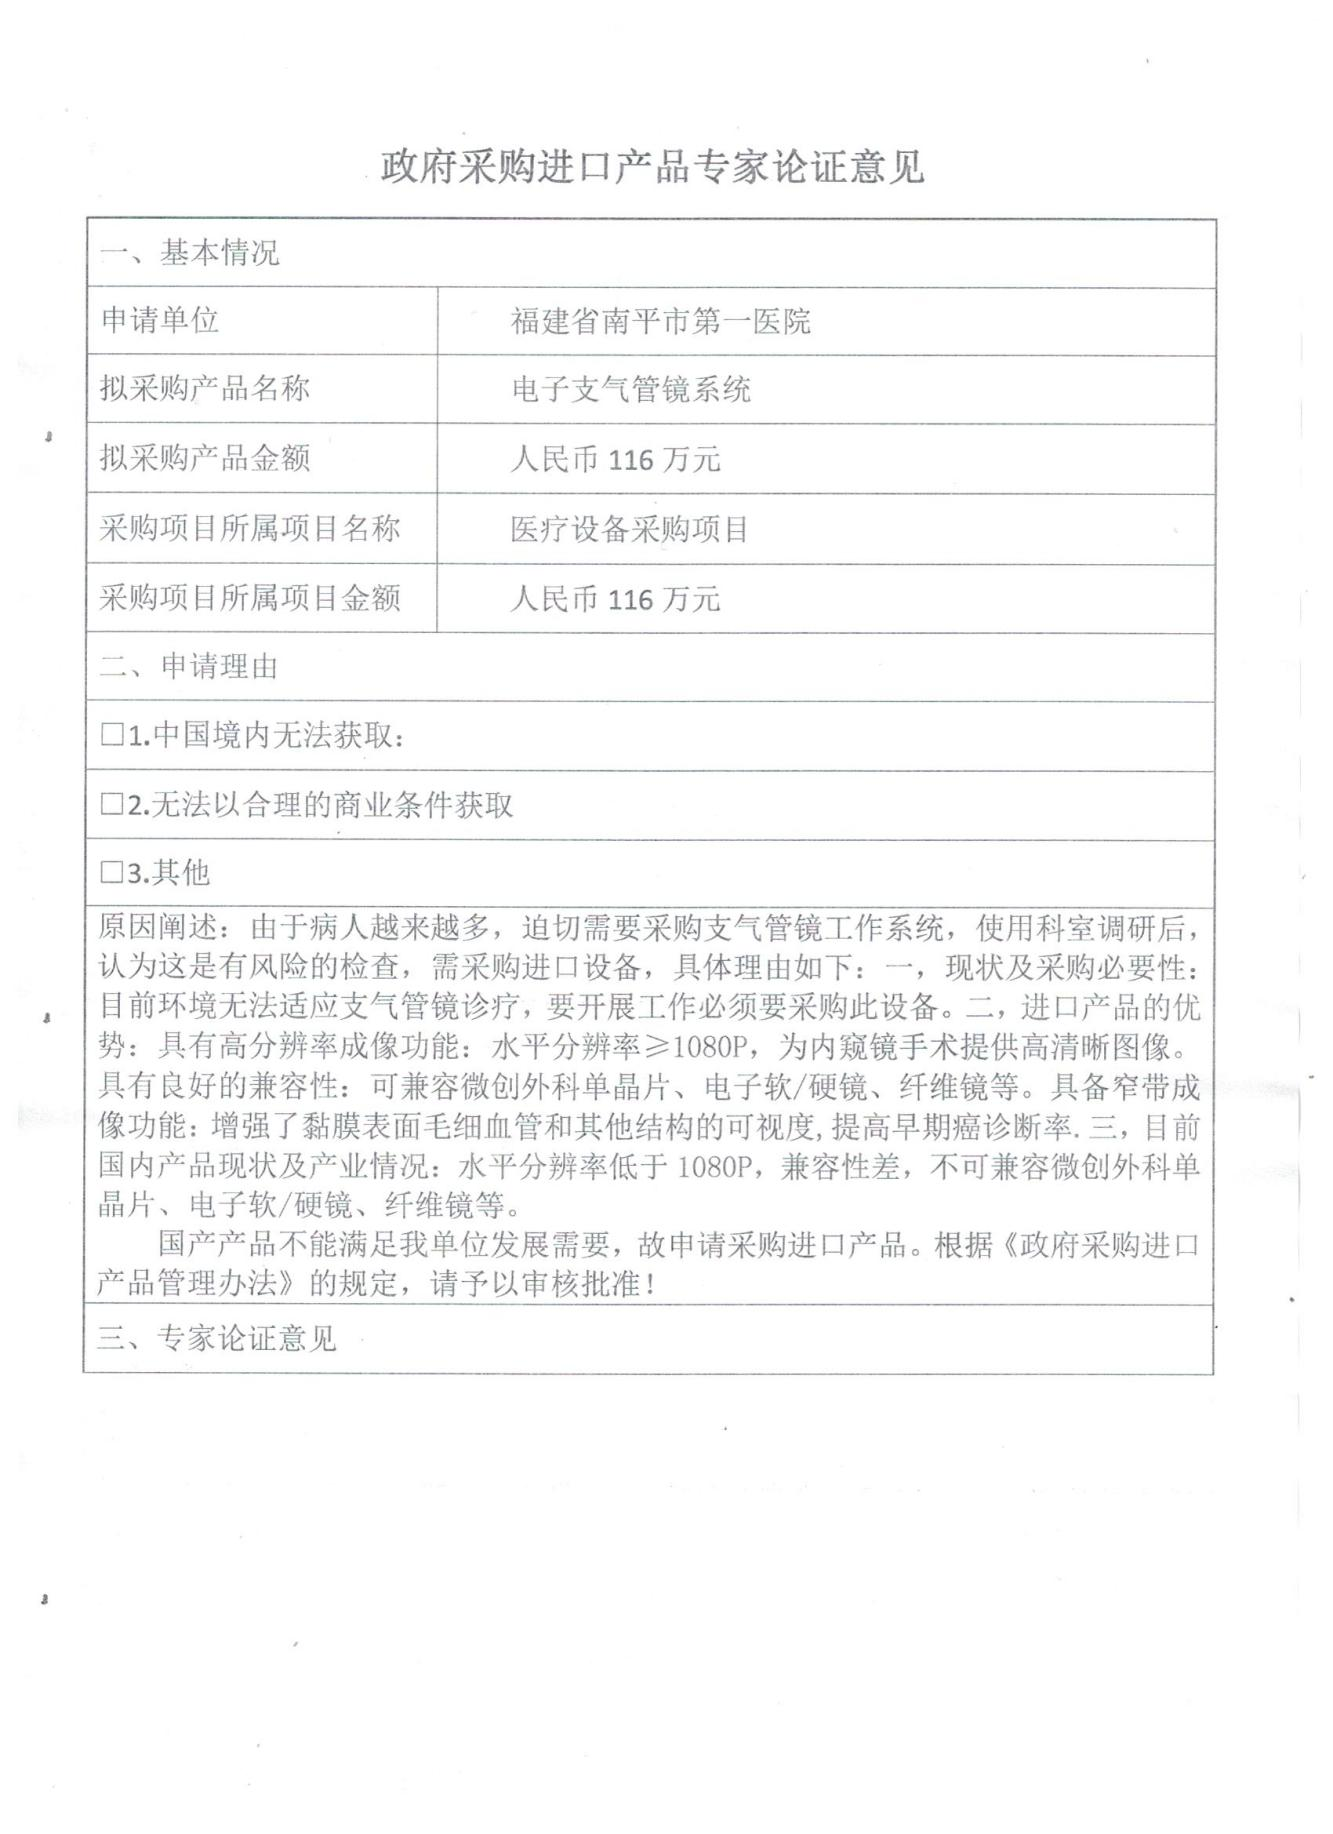 政府采购进口产品专家论证意见
一、基本情况
申请单位 福建省南平市第一医院
拟采购产品名称 电子支气管镜系统
拟采购产品金额 人民币 116 万元
采购项目所属项目名称 医疗设备采购项目
采购项目所属项目金额 人民币 116 万元
二、申请理由
□1.中国境内无法获取：
□2.无法以合理的商业条件获取
□3.其他
原因阐述：由于病人越来越多，迫切需要采购支气管镜工作系统，使用科室调研后，
认为这是有风险的检查，需采购进口设备，具体理由如下：一，现状及采购必要性：
目前环境无法适应支气管镜诊疗，要开展工作必须要采购此设备。二，进口产品的优
势：具有高分辨率成像功能：水平分辨率≥1080P，为内窥镜手术提供高清晰图像。
具有良好的兼容性：可兼容微创外科单晶片、电子软/硬镜、纤维镜等。具备窄带成
像功能：增强了黏膜表面毛细血管和其他结构的可视度,提高早期癌诊断率.三，目前
国内产品现状及产业情况：水平分辨率低于 1080P，兼容性差，不可兼容微创外科单
晶片、电子软/硬镜、纤维镜等。
国产产品不能满足我单位发展需要，故申请采购进口产品。根据《政府采购进口
产品管理办法》的规定，请予以审核批准！
三、专家论证意见